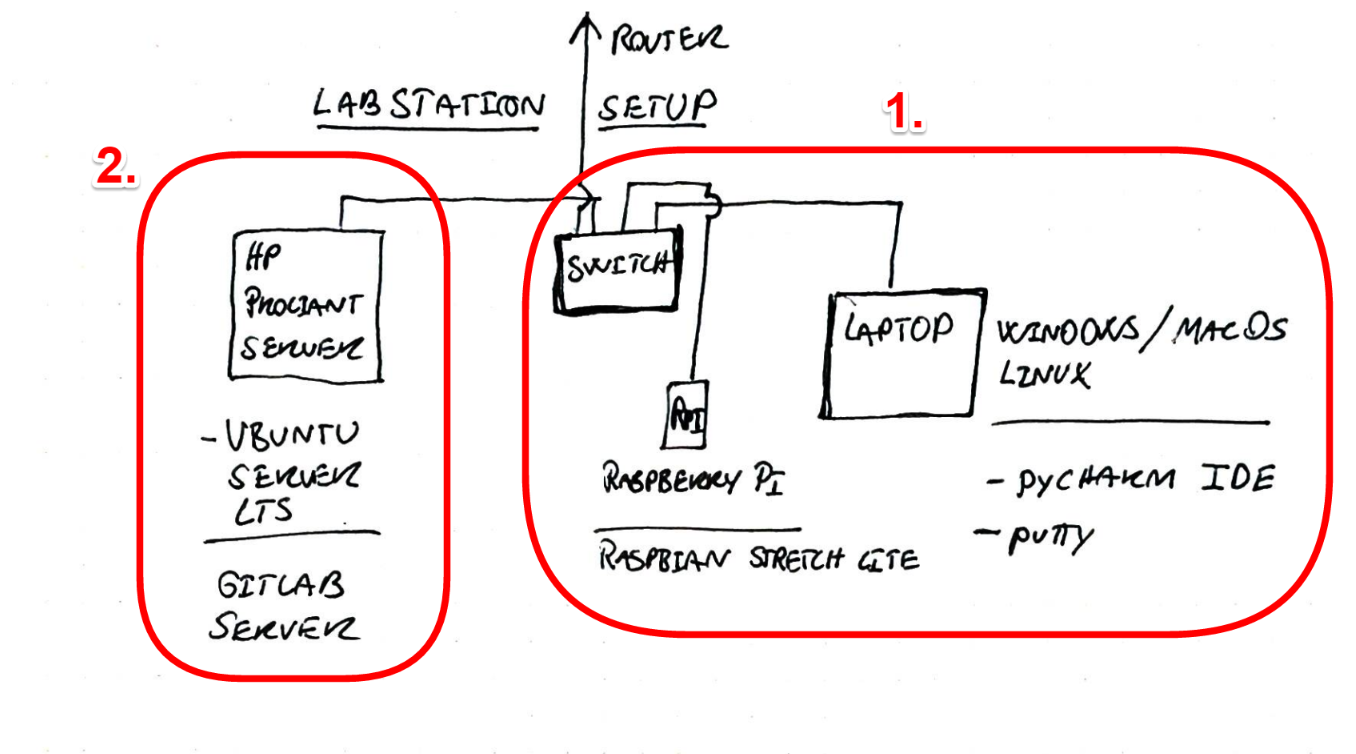 ROUTER
LAB STATION SETUP
1.
2.
HP
PROLIANT
SERVER
SWITCH
LAPTOP
WINDOWS/MACOS
LINUX
RPI
- UBUNTU
SERVER
LTS
RASPBERRY PI
- PYCHARM IDE
- PUTTY
RASPBIAN STRETCH LITE
GITLAB
SERVER